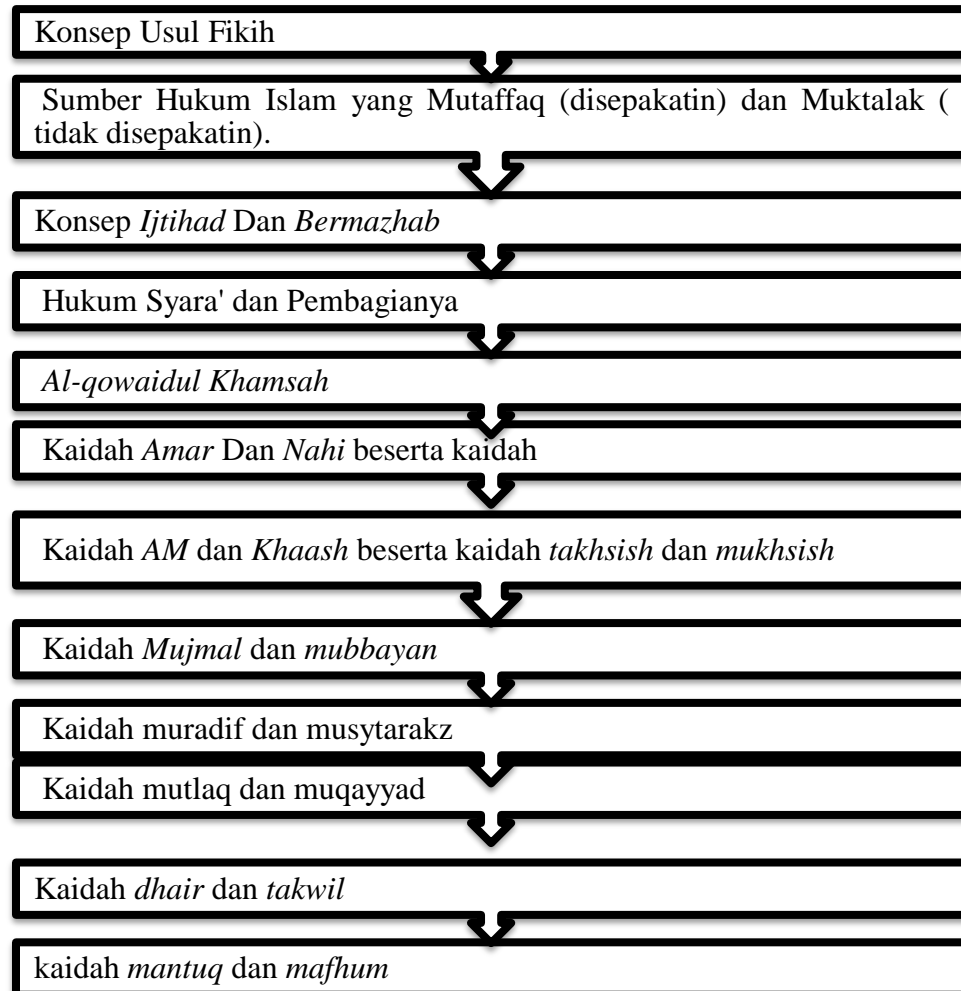 Konsep Usul Fikih
Sumber Hukum Islam yang Mutaffaq (disepakatin) dan Muktalak (
tidak disepakatin).
Konsep Ijtihad Dan Bermazhab
Hukum Syara' dan Pembagianya
Al-qowaidul Khamsah
Kaidah Amar Dan Nahi beserta kaidah
Kaidah AM dan Khaash beserta kaidah takhsish dan mukhsish
Kaidah Mujmal dan mubbayan
Kaidah muradif dan musytarakz
Kaidah mutlaq dan muqayyad
Kaidah dhair dan takwil
kaidah mantuq dan mafhum